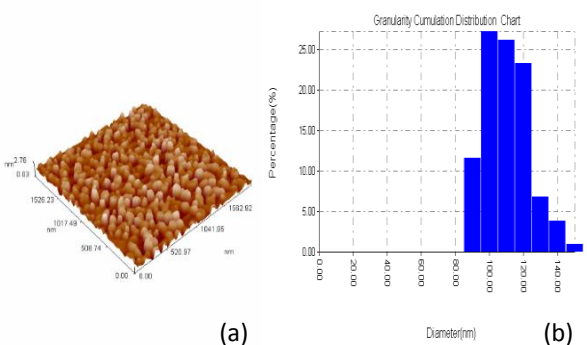 nm 2.76
0.03
1526.23
1017.49
nm
508.74
0.00
0.00
520.97
nm
1041.95
1562.92
(a)
Granularity Cumulation Distribution Chart
Percentage(%)
25.00
20.00
15.00
10.00
5.00
0.00
0.00
20.00
40.00
60.00
80.00
100.00
120.00
140.00
Diameter(nm)
(b)